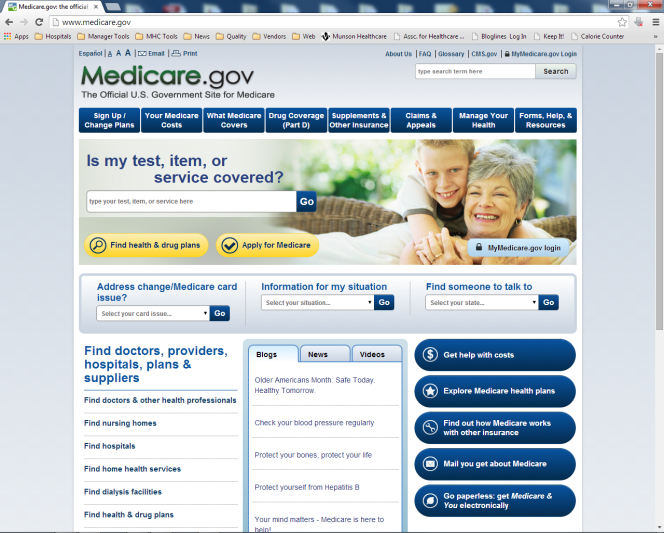 Medicare.gov: the official
www.medicare.gov
Apps Hospitals Manager Tools MHC Tools News Quality Vendors Web Munson Healthcare Assc. for Healthcare ... Bloglines Log In Keep It! Calorie Counter
Español A A A Email Print
About Us FAQ Glossary CMS.gov MyMedicare.gov Login
Medicare.gov
The Official U.S. Government Site for Medicare
type search term here Search
Sign Up /
Change Plans
Your Medicare
Costs
What Medicare
Covers
Drug Coverage
(Part D)
Supplements &
Other Insurance
Claims &
Appeals
Manage Your
Health
Forms, Help, &
Resources
Is my test, item, or
service covered?
type your test, item, or service here Go
Find health & drug plans
Apply for Medicare
MyMedicare.gov login
Address change/Medicare card
issue?
Select your card issue... Go
Information for my situation
Select your situation... Go
Find someone to talk to
Select your state... Go
Find doctors, providers,
hospitals, plans &
suppliers
Find doctors & other health professionals
Find nursing homes
Find hospitals
Find home health services
Find dialysis facilities
Find health & drug plans
Blogs News Videos
Older Americans Month: Safe Today.
Healthy Tomorrow.
Check your blood pressure regularly
Protect your bones, protect your life
Protect yourself from Hepatitis B
Your mind matters - Medicare is here to
help!
Get help with costs
Explore Medicare health plans
Find out how Medicare works
with other insurance
Mail you get about Medicare
Go paperless: get Medicare &
You electronically